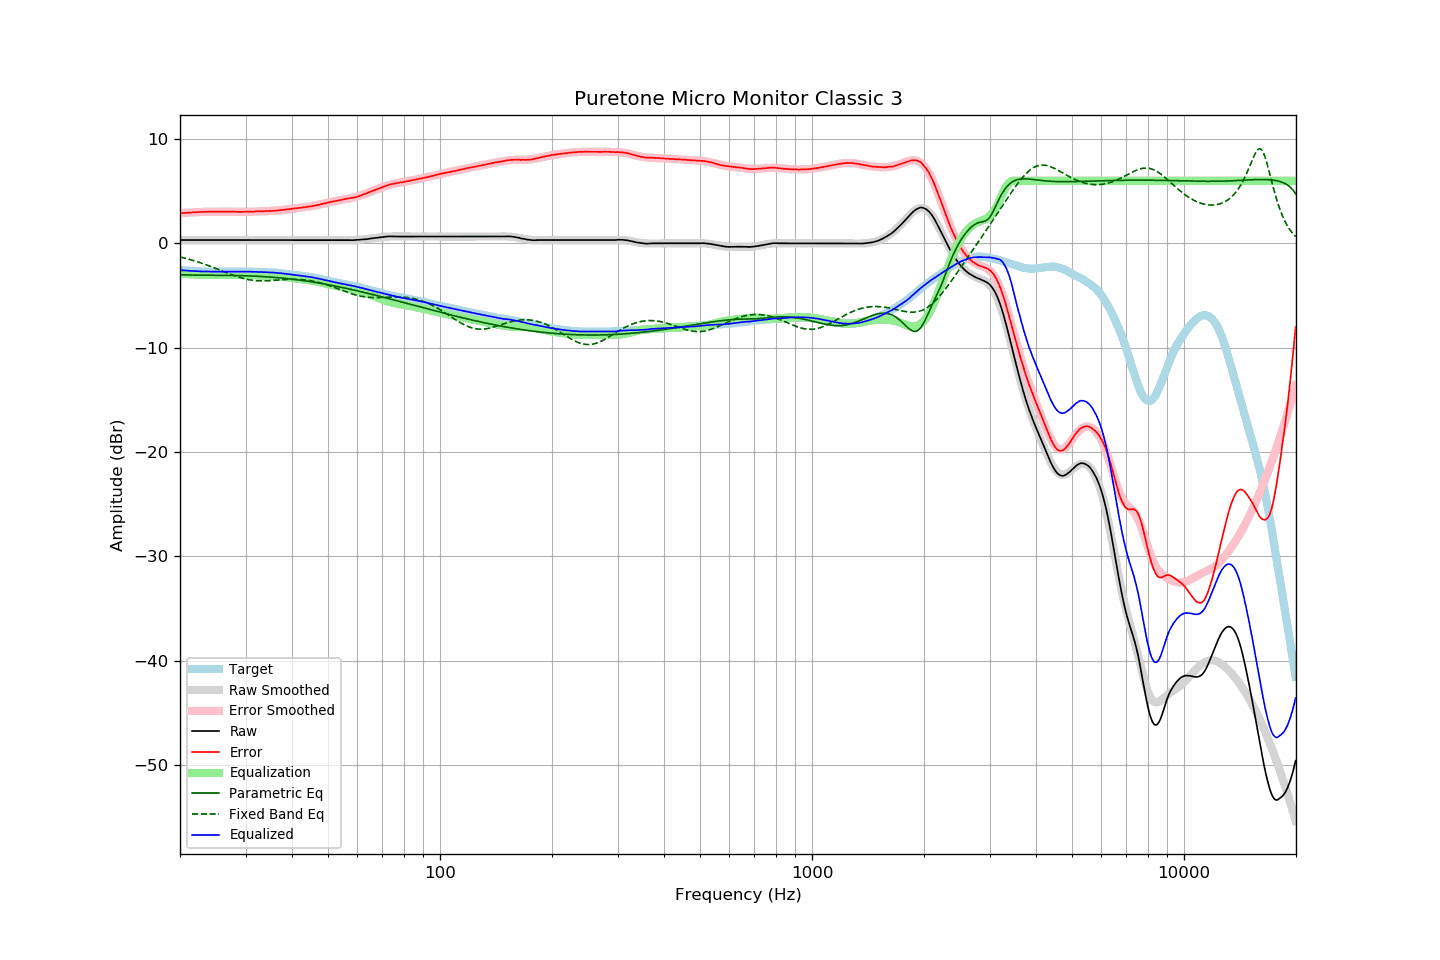 Puretone Micro Monitor Classic 3
10
0
−10
−20
−30
−40
−50
Amplitude (dBr)
Target
Raw Smoothed
Error Smoothed
Raw
Error
Equalization
Parametric Eq
Fixed Band Eq
Equalized
100
1000
10000
Frequency (Hz)